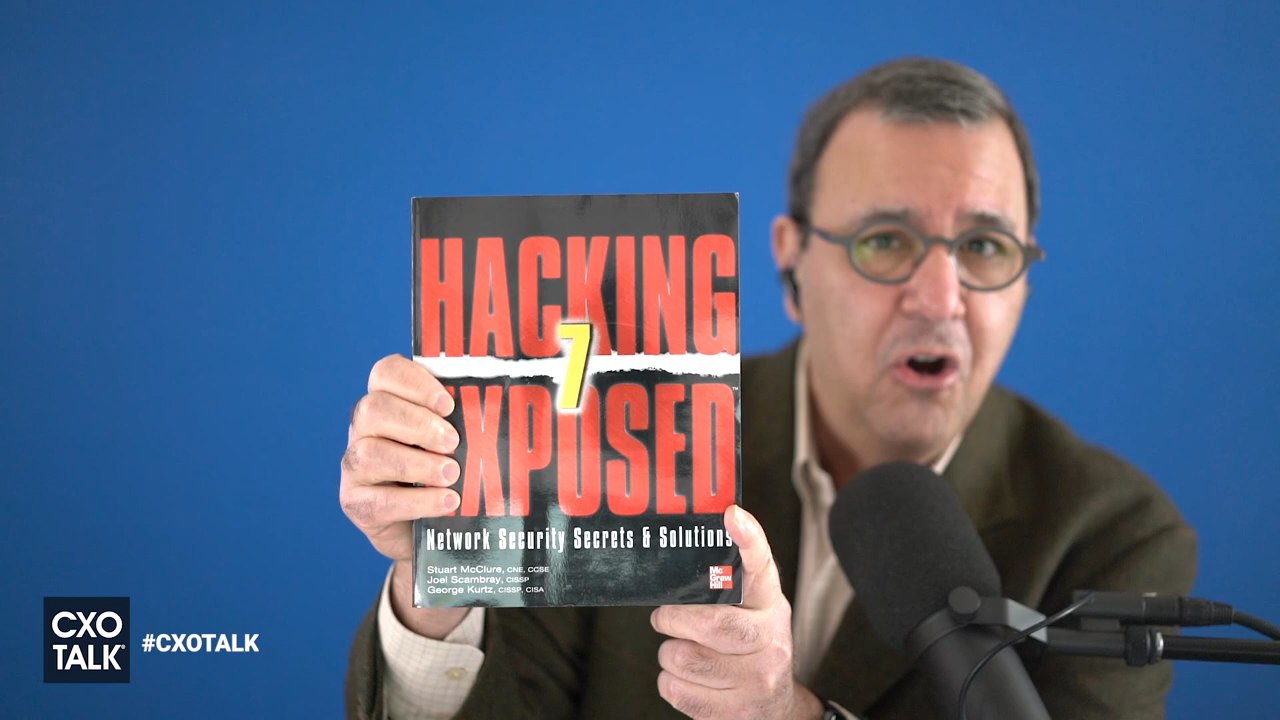 HACKING
7
EXPOSED™
Network Security Secrets & Solutions
Stuart McClure, CNE, CCSE
Joel Scambray, CISSP
George Kurtz, CISSP, CISA
Mc
Graw
Hill
CXO
TALK®
#CXOTALK